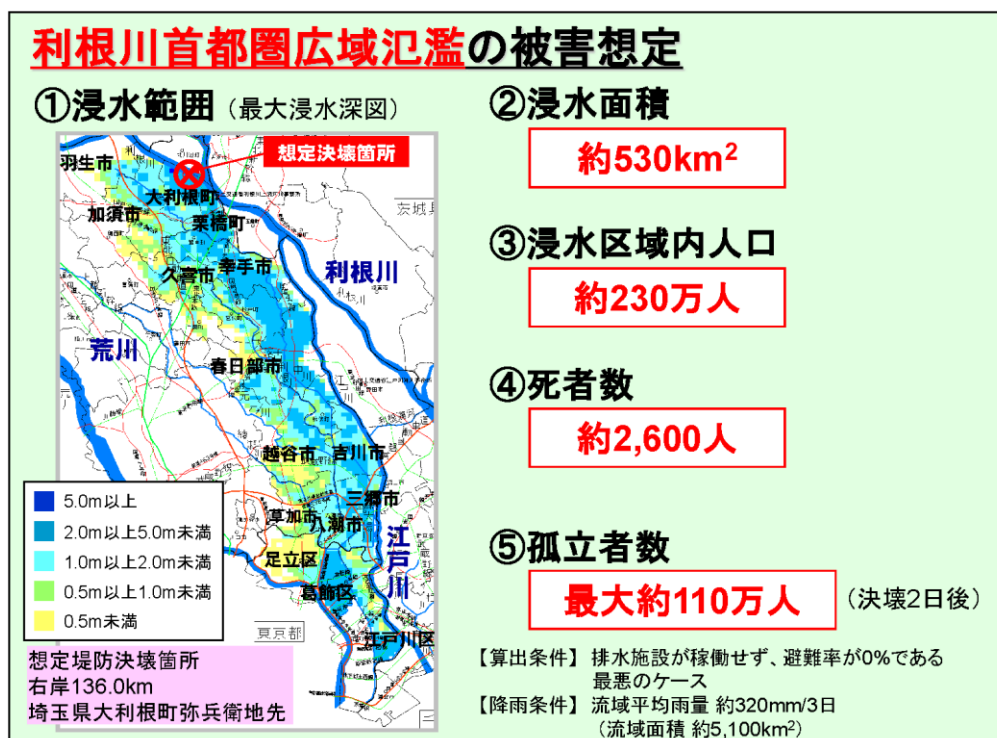 利根川首都圏広域氾濫の被害想定
①浸水範囲（最大浸水深図）
想定決壊箇所
羽生市
大利根町
加須市
栗橋町
茨城県
久喜市
幸手市
利根川
荒川
春日部市
越谷市
吉川市
三郷市
草加市
八潮市
足立区
江戸川
葛飾区
東京都
江戸川区
5.0m以上
2.0m以上5.0m未満
1.0m以上2.0m未満
0.5m以上1.0m未満
0.5m未満
想定堤防決壊箇所
右岸136.0km
埼玉県大利根町弥兵衛地先
②浸水面積
約530km²
③浸水区域内人口
約230万人
④死者数
約2,600人
⑤孤立者数
最大約110万人 （決壊2日後）
【算出条件】 排水施設が稼働せず、避難率が0%である
最悪のケース
【降雨条件】 流域平均雨量 約320mm/3日
（流域面積 約5,100km²）